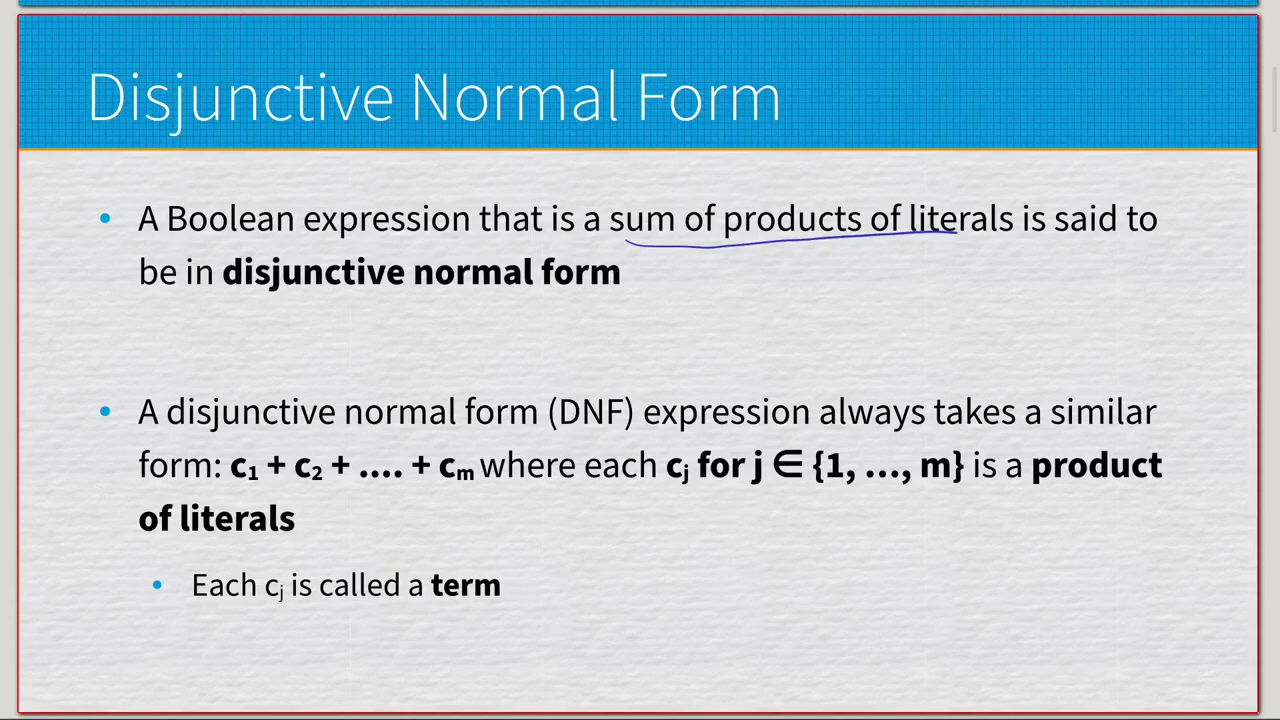 Disjunctive Normal Form
• A Boolean expression that is a sum of products of literals is said to
be in disjunctive normal form
• A disjunctive normal form (DNF) expression always takes a similar
form: c₁ + c₂ + .... + cₘ where each cⱼ for j ∈ {1, ..., m} is a product
of literals
• Each cⱼ is called a term